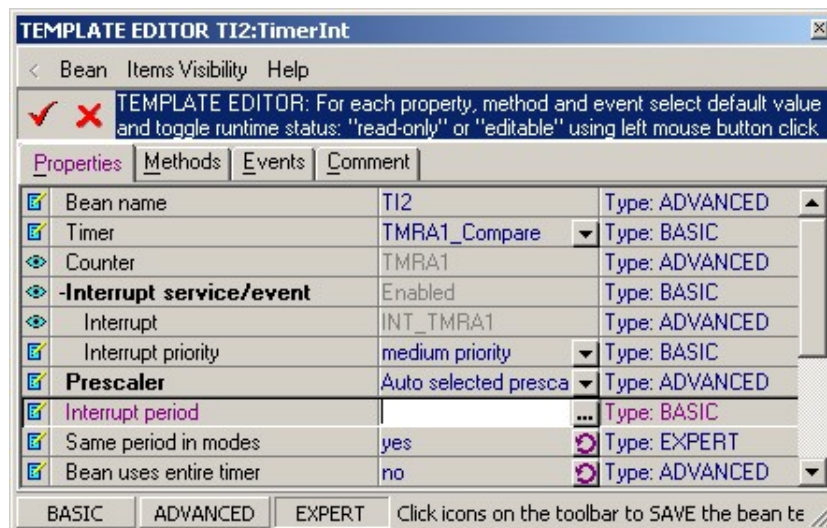 TEMPLATE EDITOR TI2:TimerInt
< Bean Items Visibility Help
TEMPLATE EDITOR: For each property, method and event select default value
and toggle runtime status: "read-only" or "editable" using left mouse button click
Properties Methods Events Comment
Bean name TI2 Type: ADVANCED
Timer TMRA1_Compare Type: BASIC
Counter TMRA1 Type: ADVANCED
-Interrupt service/event Enabled Type: BASIC
Interrupt INT_TMRA1 Type: ADVANCED
Interrupt priority medium priority Type: BASIC
Prescaler Auto selected presca Type: ADVANCED
Interrupt period ... Type: BASIC
Same period in modes yes Type: EXPERT
Bean uses entire timer no Type: ADVANCED
BASIC ADVANCED EXPERT Click icons on the toolbar to SAVE the bean te